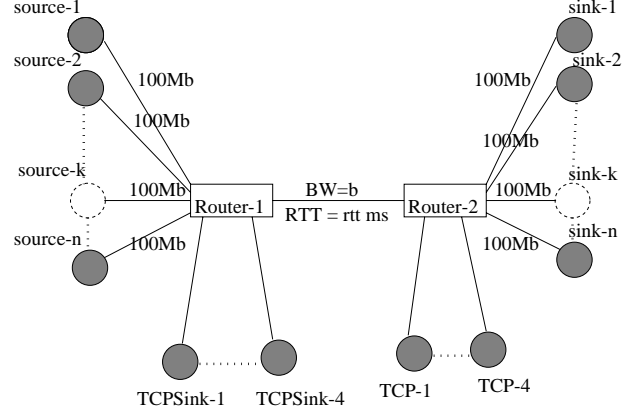 source-1
sink-1
source-2
sink-2
100Mb
100Mb
100Mb
100Mb
source-k
sink-k
100Mb
BW=b
100Mb
Router-1
Router-2
RTT = rtt ms
source-n
sink-n
100Mb
100Mb
TCPSink-1
TCPSink-4
TCP-1
TCP-4